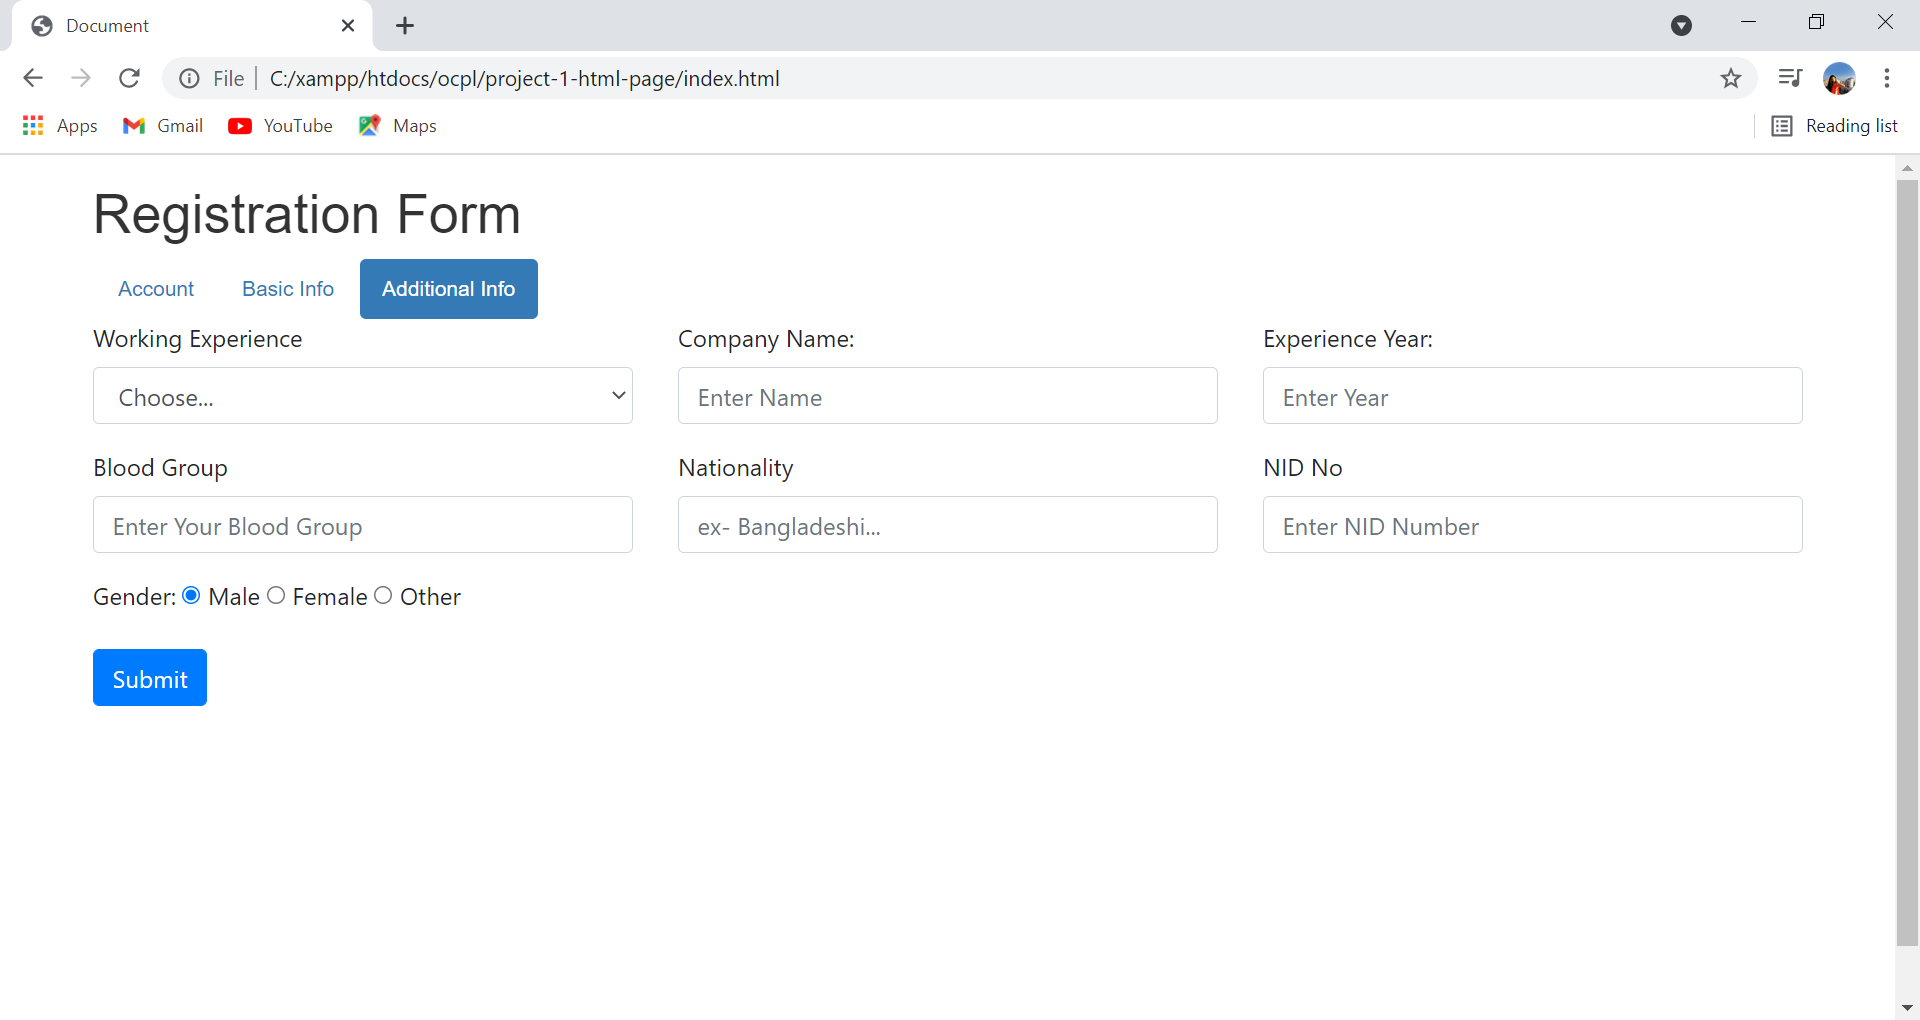 Document
File C:/xampp/htdocs/ocpl/project-1-html-page/index.html
Apps Gmail YouTube Maps Reading list
Registration Form
Account Basic Info Additional Info
Working Experience Company Name: Experience Year:
Choose... Enter Name Enter Year
Blood Group Nationality NID No
Enter Your Blood Group ex- Bangladeshi... Enter NID Number
Gender: Male Female Other
Submit